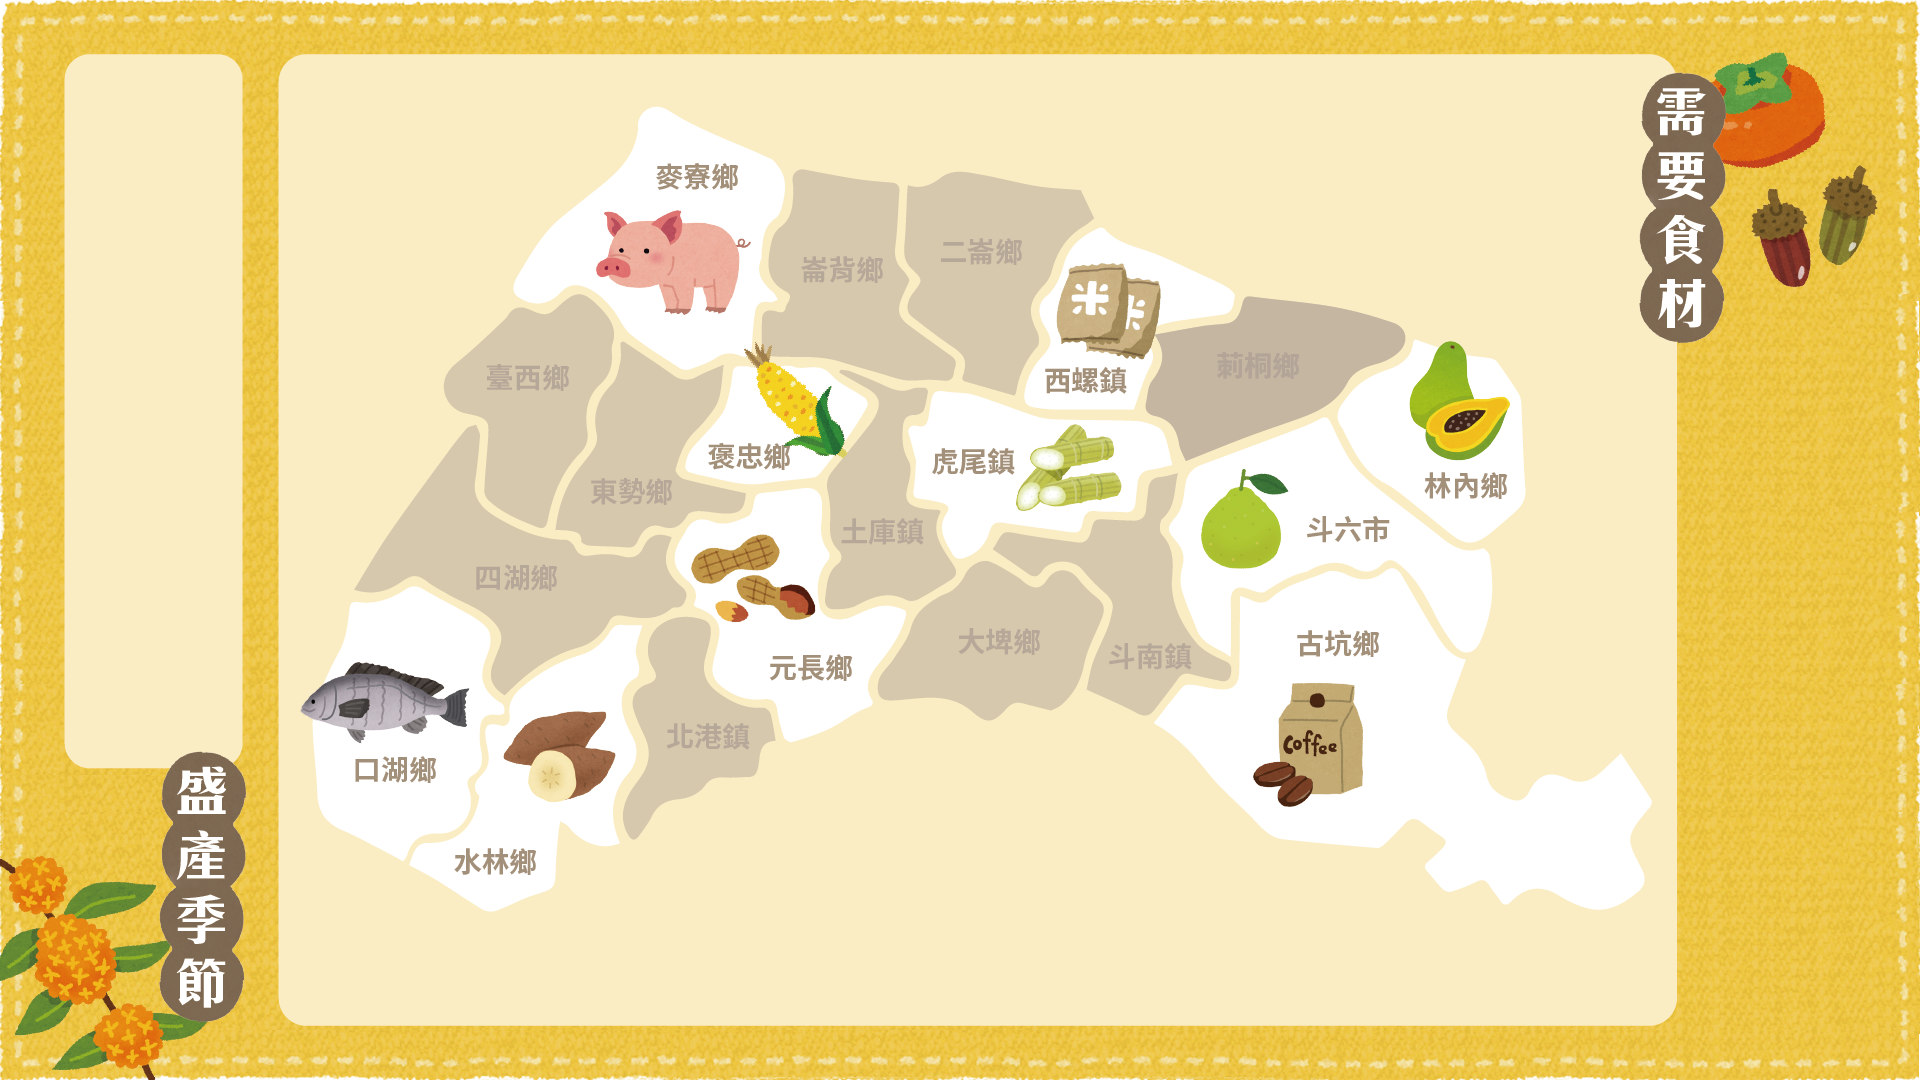 需要食材
麥寮鄉
崙背鄉
二崙鄉
米
米
西螺鎮
莿桐鄉
臺西鄉
褒忠鄉
虎尾鎮
林內鄉
東勢鄉
土庫鎮
斗六市
四湖鄉
元長鄉
大埤鄉
斗南鎮
古坑鄉
Coffee
北港鎮
口湖鄉
水林鄉
盛產季節